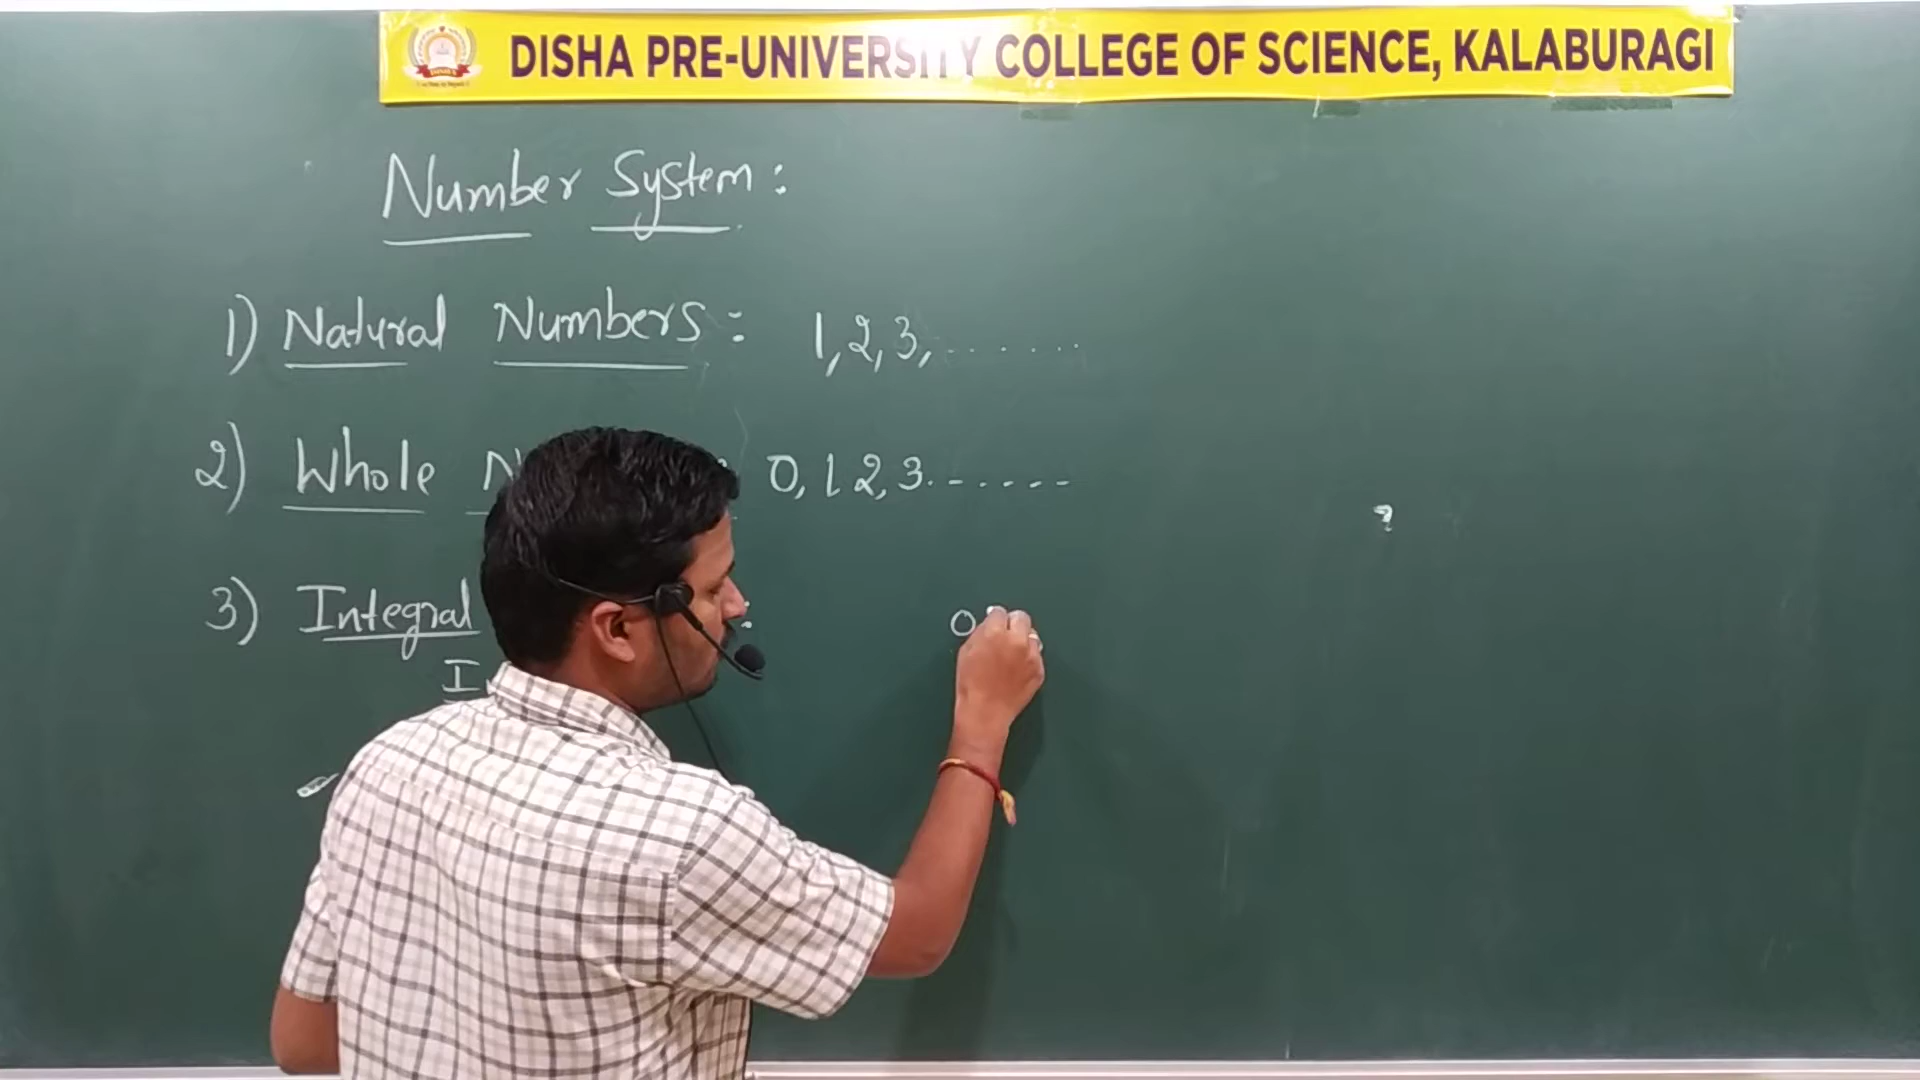 DISHA PRE-UNIVERSITY COLLEGE OF SCIENCE, KALABURAGI
Number System:
1) Natural Numbers: 1,2,3,......
2) Whole : 0,1 2,3.......
3) Integral : 0